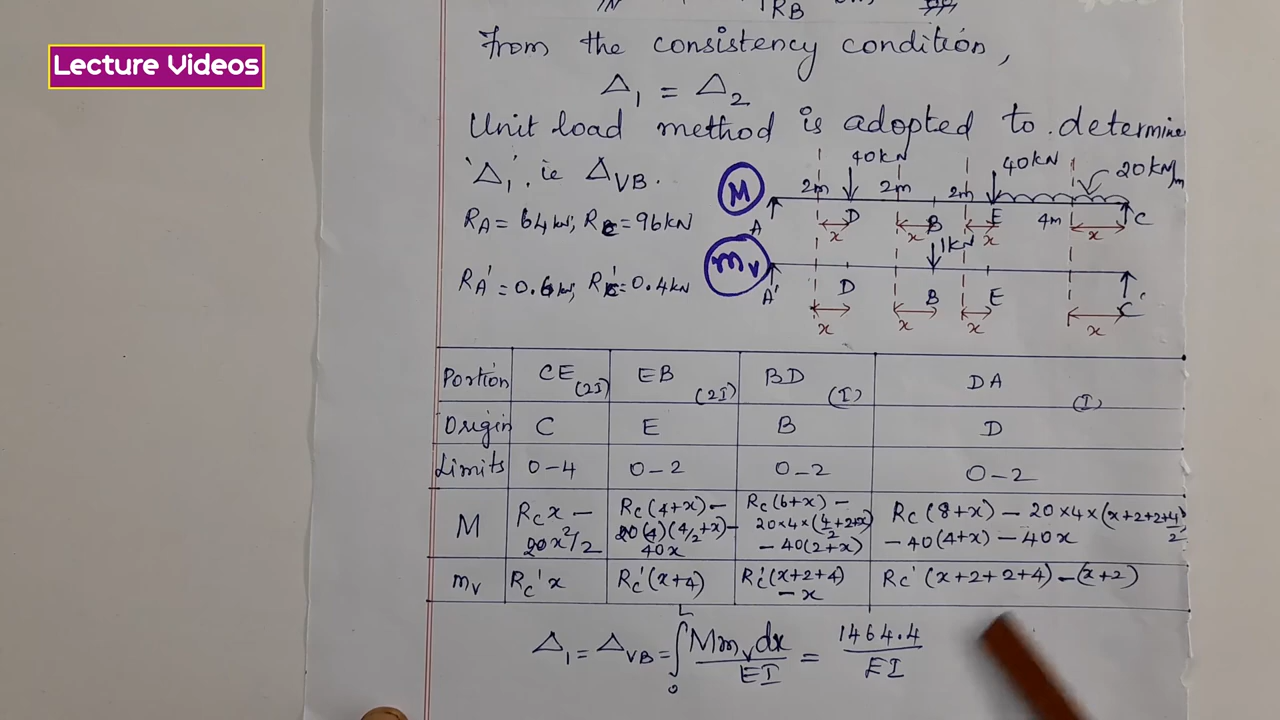 Lecture Videos
RB
From the consistency condition,
Δ1 = Δ2
Unit load method is adopted to determine
'Δ1'. ie ΔVB.
RA = 64kN; RC = 96kN
RA' = 0.6kN; RC' = 0.4kN
M 2m 40kN 2m 2m 40kN 20kN/m
A D B E 4m C
x x x x
mv 1kN
A' D B E C'
x x x x
Portion CE (2I) EB (2I) BD (I) DA (I)
Origin C E B D
Limits 0-4 0-2 0-2 0-2
M RC x - 20x²/2 RC(4+x) - 20(4)(4/2+x) - 40x RC(6+x) - 20×4×(4/2+2+x) - 40(2+x) RC(8+x) - 20×4×(x+2+2+4/2) - 40(4+x) - 40x
mv RC'x RC'(x+4) RC'(x+2+4) - x RC'(x+2+2+4) - (x+2)
Δ1 = ΔVB = ∫0L Mmv dx / EI = 1464.4 / EI